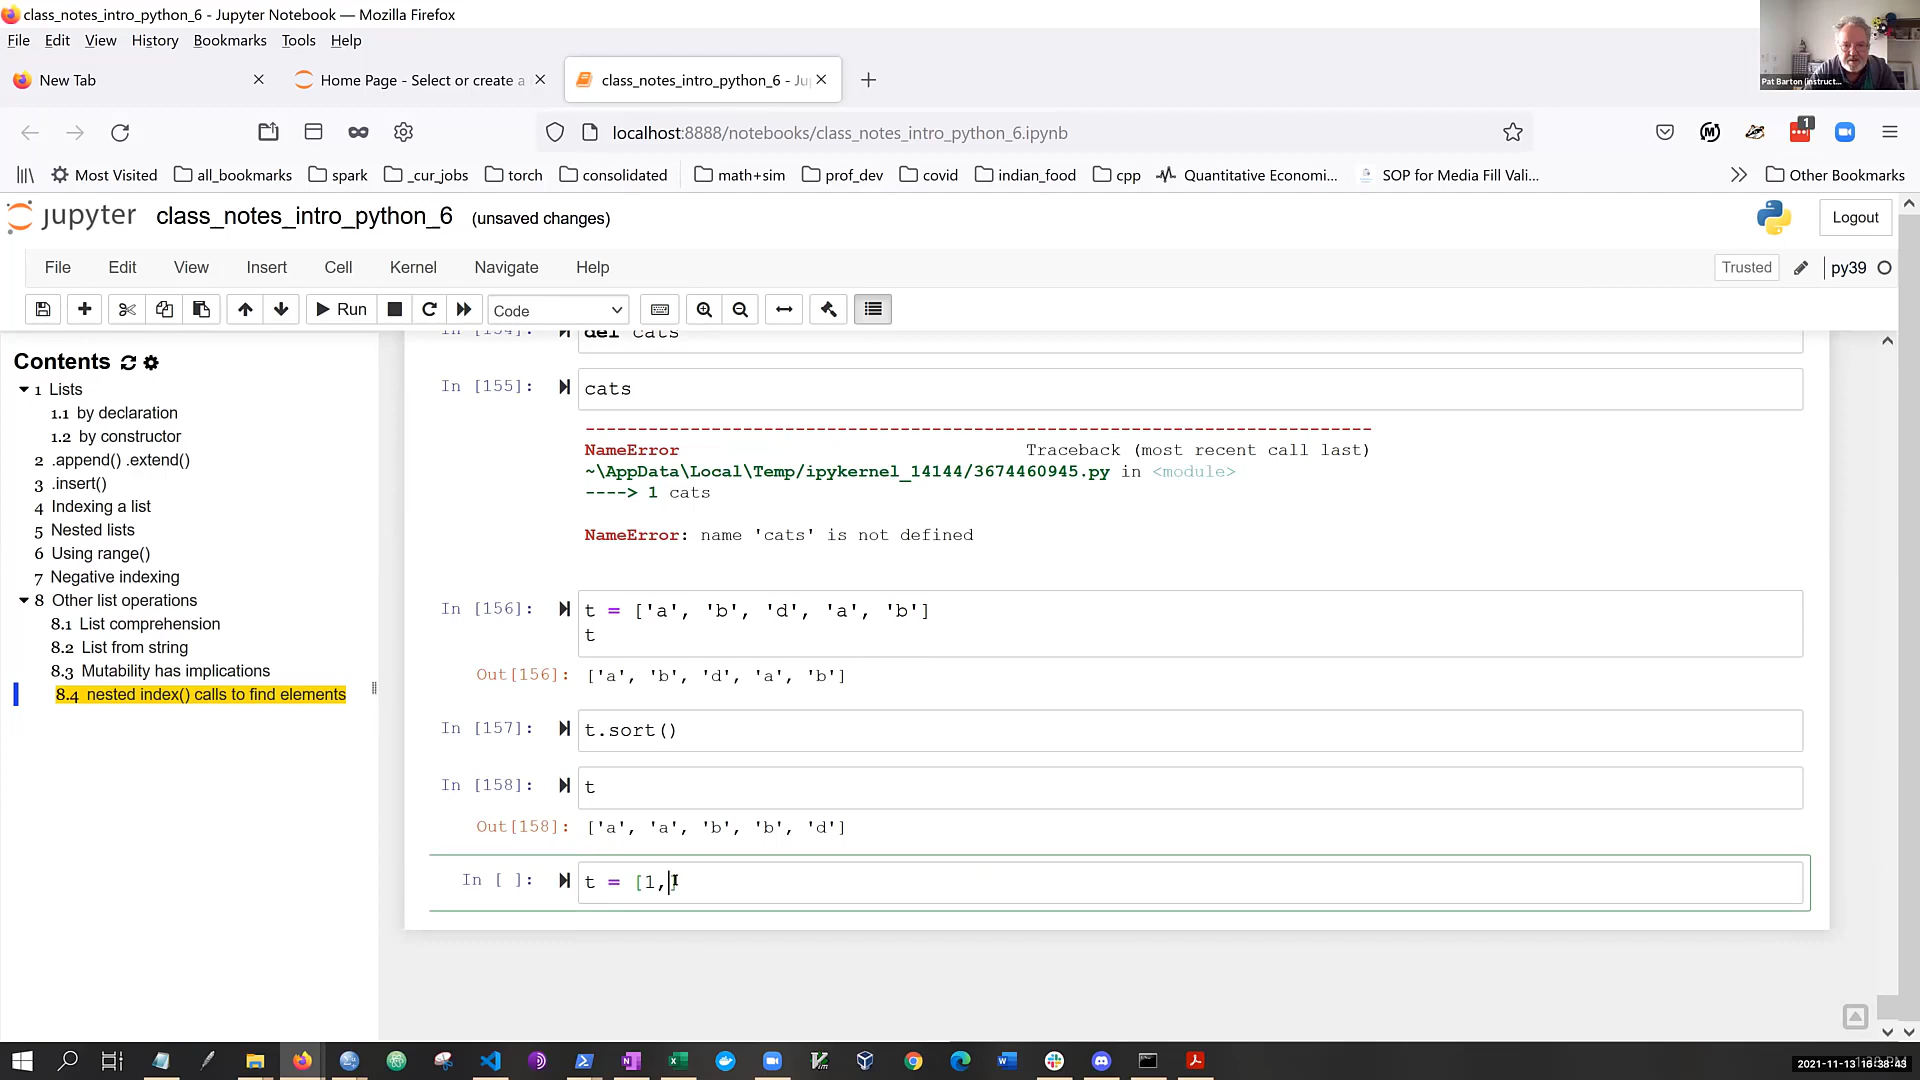 class_notes_intro_python_6 - Jupyter Notebook — Mozilla Firefox
File Edit View History Bookmarks Tools Help
New Tab
Home Page - Select or create a
class_notes_intro_python_6 - Ju
localhost:8888/notebooks/class_notes_intro_python_6.ipynb
1
Most Visited all_bookmarks spark _cur_jobs torch consolidated math+sim prof_dev covid indian_food cpp Quantitative Economi... SOP for Media Fill Vali... Other Bookmarks
Pat Barton (instruct...
jupyter class_notes_intro_python_6 (unsaved changes) Logout
File Edit View Insert Cell Kernel Navigate Help Trusted py39
Run Code
Contents
1 Lists
1.1 by declaration
1.2 by constructor
2 .append() .extend()
3 .insert()
4 Indexing a list
5 Nested lists
6 Using range()
7 Negative indexing
8 Other list operations
8.1 List comprehension
8.2 List from string
8.3 Mutability has implications
8.4 nested index() calls to find elements
In [154]: del cats
In [155]: cats
NameError Traceback (most recent call last)
~\AppData\Local\Temp/ipykernel_14144/3674460945.py in <module>
----> 1 cats
NameError: name 'cats' is not defined
In [156]: t = ['a', 'b', 'd', 'a', 'b']
t
Out[156]: ['a', 'b', 'd', 'a', 'b']
In [157]: t.sort()
In [158]: t
Out[158]: ['a', 'a', 'b', 'b', 'd']
In [ ]: t = [1,]
2021-11-13 16:38:43